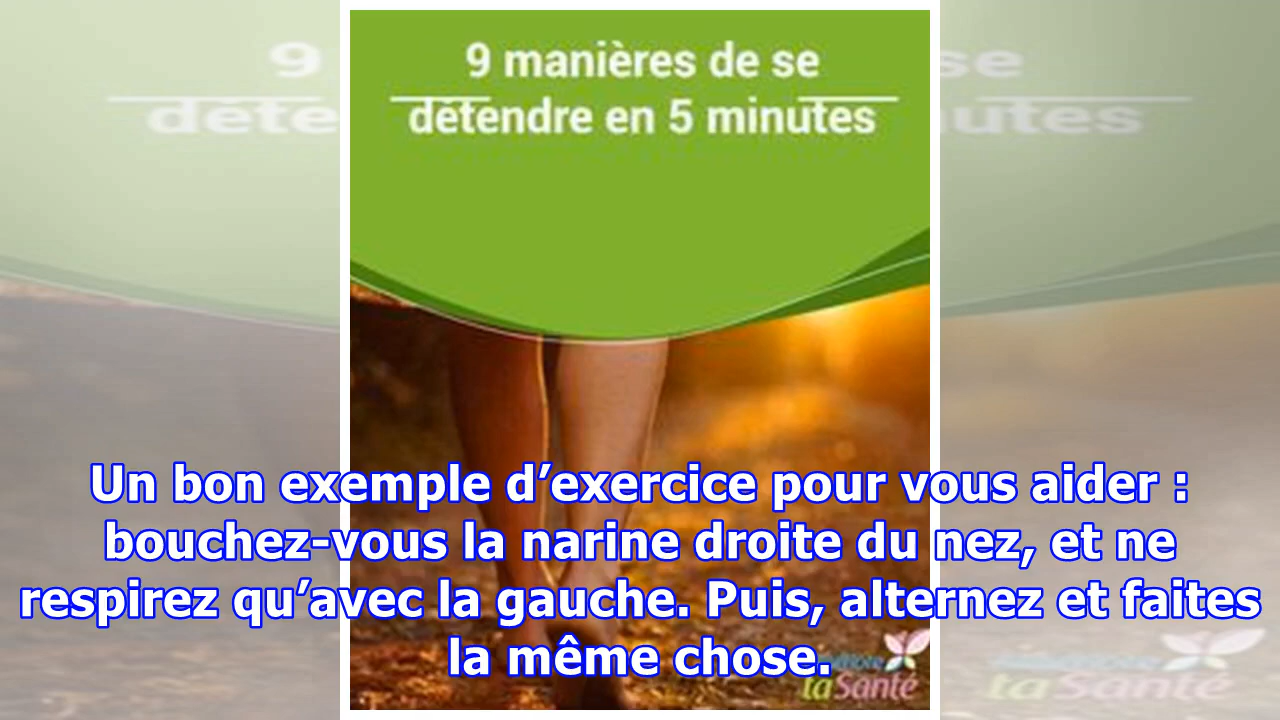 9 manières de se
détendre en 5 minutes
Un bon exemple d’exercice pour vous aider :
bouchez-vous la narine droite du nez, et ne
respirez qu’avec la gauche. Puis, alternez et faites
la même chose.
la Santé